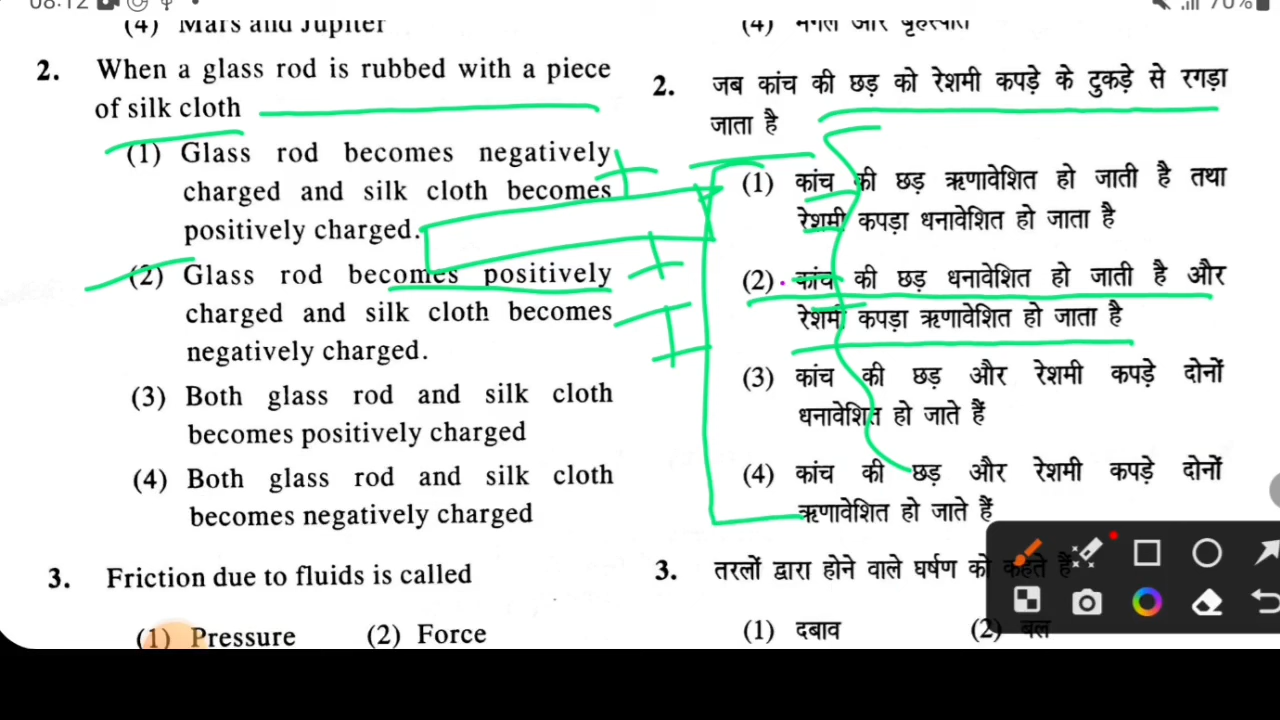 08:12
70%
(4) Mars and Jupiter
2. When a glass rod is rubbed with a piece
of silk cloth
(1) Glass rod becomes negatively
charged and silk cloth becomes
positively charged.
(2) Glass rod becomes positively
charged and silk cloth becomes
negatively charged.
(3) Both glass rod and silk cloth
becomes positively charged
(4) Both glass rod and silk cloth
becomes negatively charged
3. Friction due to fluids is called
(1) Pressure (2) Force
(4) मंगल और बृहस्पति
2. जब कांच की छड़ को रेशमी कपड़े के टुकड़े से रगड़ा
जाता है
(1) कांच की छड़ ऋणावेशित हो जाती है तथा
रेशमी कपड़ा धनावेशित हो जाता है
(2) कांच की छड़ धनावेशित हो जाती है और
रेशमी कपड़ा ऋणावेशित हो जाता है
(3) कांच की छड़ और रेशमी कपड़े दोनों
धनावेशित हो जाते हैं
(4) कांच की छड़ और रेशमी कपड़े दोनों
ऋणावेशित हो जाते हैं
3. तरलों द्वारा होने वाले घर्षण को कहते हैं
(1) दबाव (2) बल